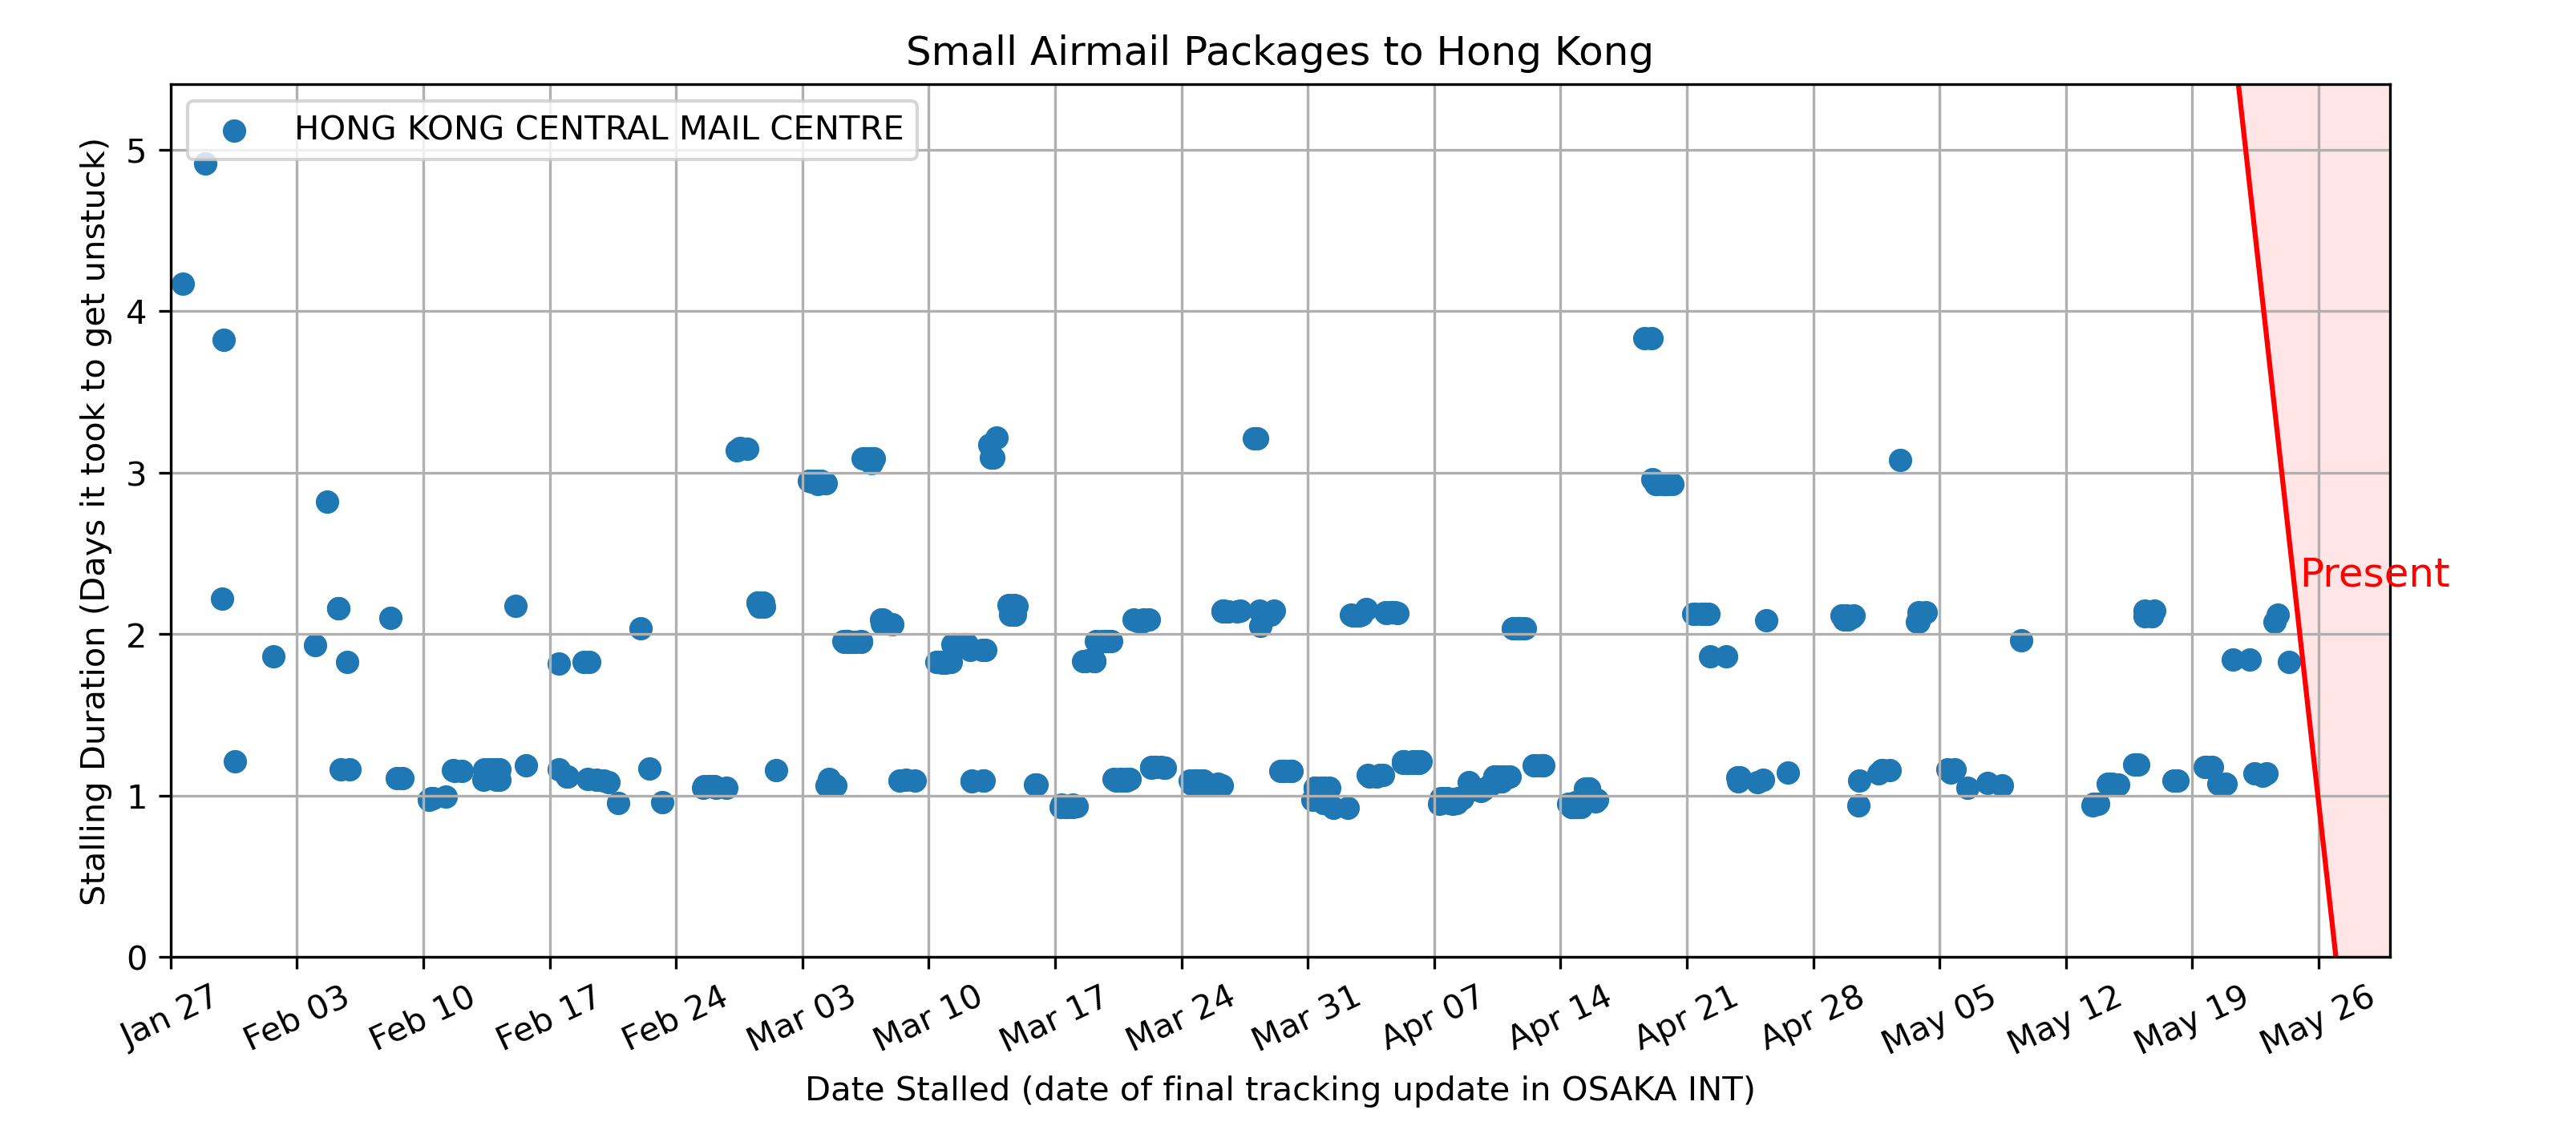 Small Airmail Packages to Hong Kong
HONG KONG CENTRAL MAIL CENTRE
Stalling Duration (Days it took to get unstuck)
5
4
3
2
1
0
Present
Jan 27
Feb 03
Feb 10
Feb 17
Feb 24
Mar 03
Mar 10
Mar 17
Mar 24
Mar 31
Apr 07
Apr 14
Apr 21
Apr 28
May 05
May 12
May 19
May 26
Date Stalled (date of final tracking update in OSAKA INT)